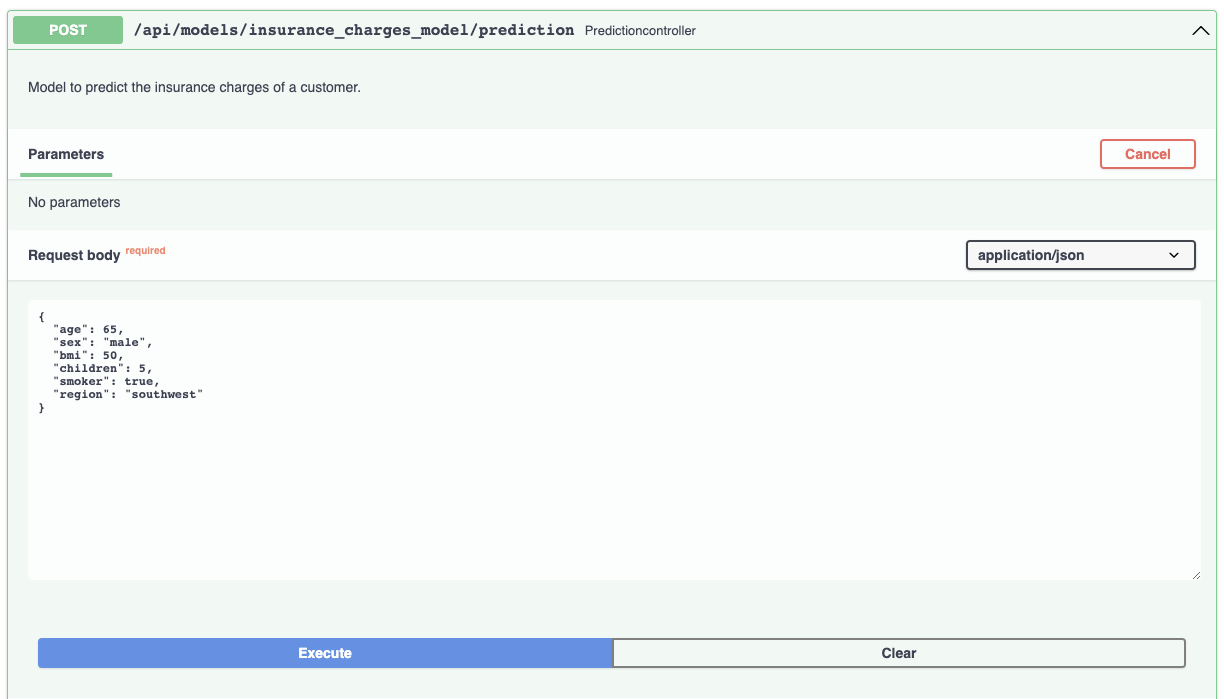 POST /api/models/insurance_charges_model/prediction Predictioncontroller
Model to predict the insurance charges of a customer.
Parameters Cancel
No parameters
Request body required application/json
{
  "age": 65,
  "sex": "male",
  "bmi": 50,
  "children": 5,
  "smoker": true,
  "region": "southwest"
}
Execute Clear